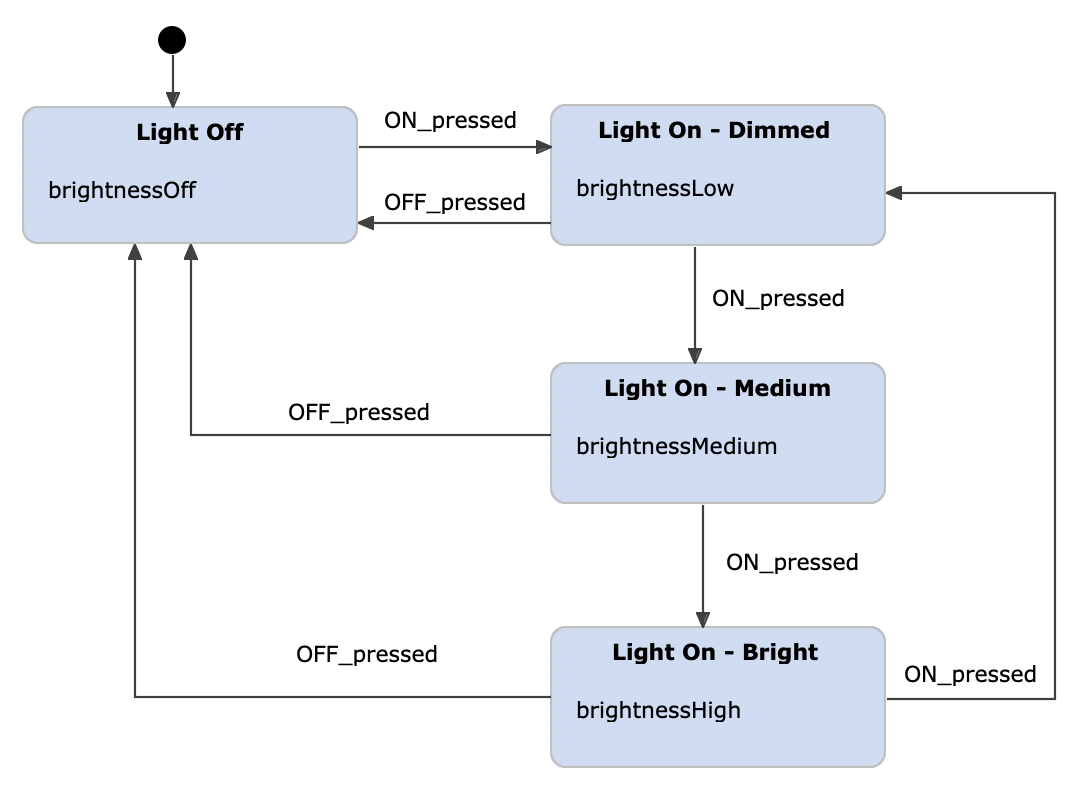 Light Off
brightnessOff
ON_pressed
OFF_pressed
Light On - Dimmed
brightnessLow
ON_pressed
Light On - Medium
brightnessMedium
OFF_pressed
ON_pressed
Light On - Bright
brightnessHigh
OFF_pressed
ON_pressed